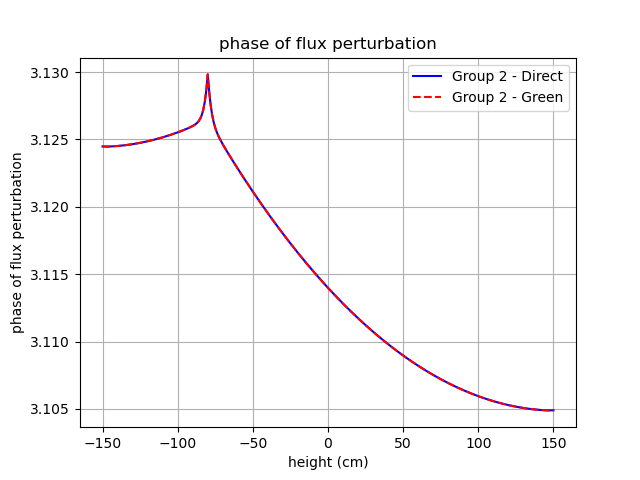 phase of flux perturbation
Group 2 - Direct
Group 2 - Green
phase of flux perturbation
3.130
3.125
3.120
3.115
3.110
3.105
−150
−100
−50
0
50
100
150
height (cm)